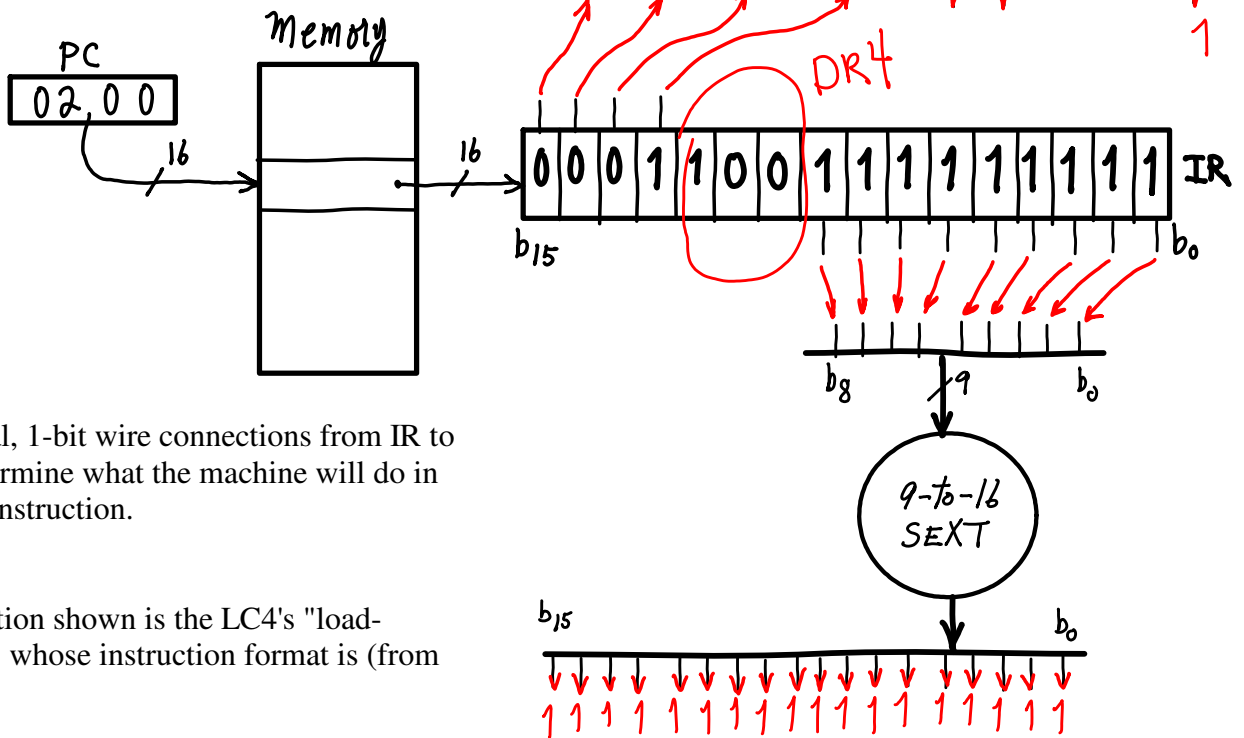 Memory
1
PC
DR4
02,00
16
16
0 0 0 1 1 0 0 1 1 1 1 1 1 1 1 1
IR
b15
b0
b8
9
b0
al, 1-bit wire connections from IR to
ermine what the machine will do in
nstruction.
9-to-16
SEXT
tion shown is the LC4's "load-
whose instruction format is (from
b15
b0
1 1 1 1 1 1 1 1 1 1 1 1 1 1 1 1